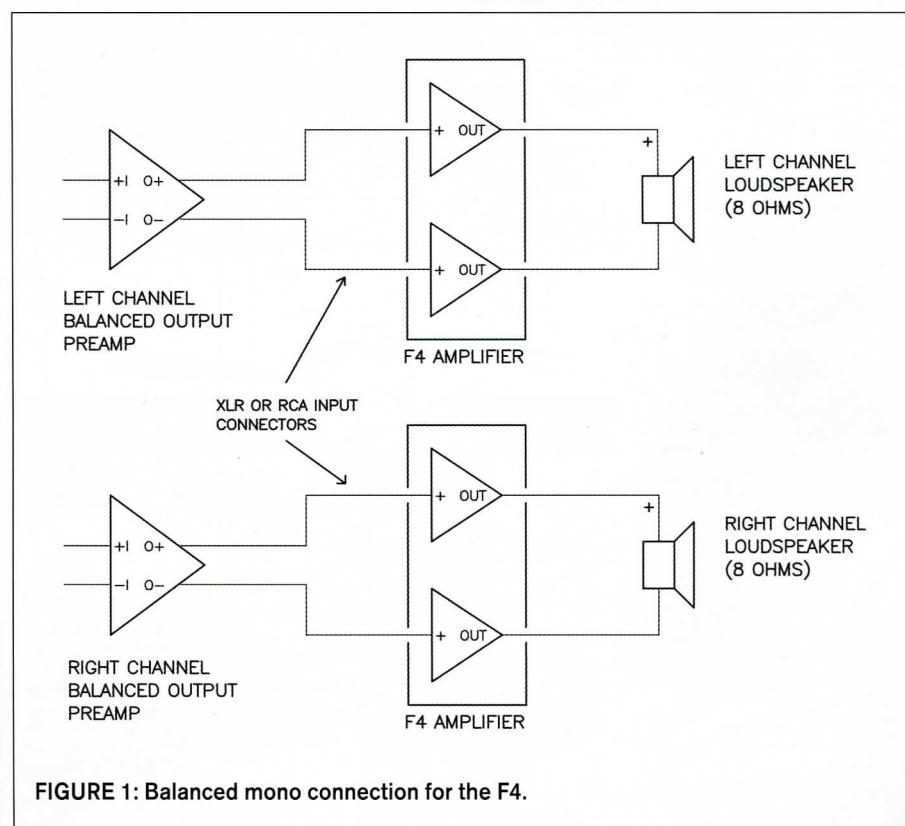 +I O+
-I O-
+ OUT
+ OUT
+
LEFT CHANNEL
LOUDSPEAKER
(8 OHMS)
LEFT CHANNEL
BALANCED OUTPUT
PREAMP
F4 AMPLIFIER
XLR OR RCA INPUT
CONNECTORS
+I O+
-I O-
+ OUT
+ OUT
+
RIGHT CHANNEL
LOUDSPEAKER
(8 OHMS)
RIGHT CHANNEL
BALANCED OUTPUT
PREAMP
F4 AMPLIFIER
FIGURE 1: Balanced mono connection for the F4.